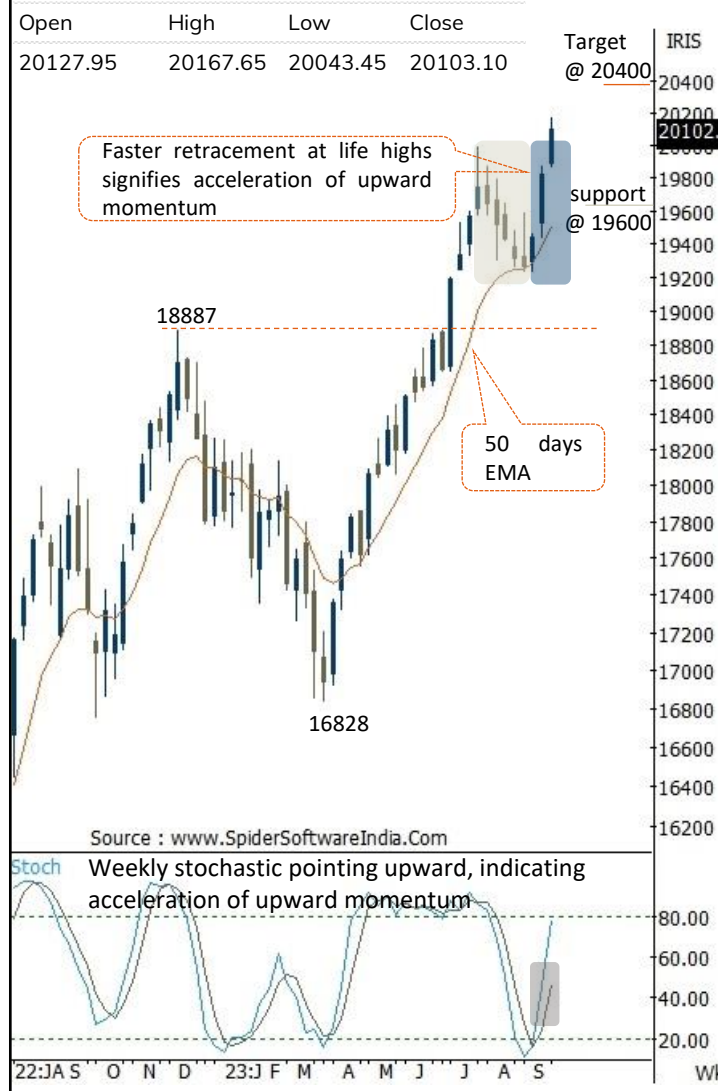 Open High Low Close
20127.95 20167.65 20043.45 20103.10
Target
@ 20400
IRIS
20400
20200
20102.
20000
Faster retracement at life highs
signifies acceleration of upward
momentum
19800
support
@ 19600
19600
19400
19200
18887
19000
18800
18600
50 days
EMA
18400
18200
18000
17800
17600
17400
17200
17000
16828
16800
16600
16400
16200
Source : www.SpiderSoftwareIndia.Com
Stoch
Weekly stochastic pointing upward, indicating
acceleration of upward momentum
80.00
60.00
40.00
20.00
22:JA S O N D 23:J F M A M J J A S